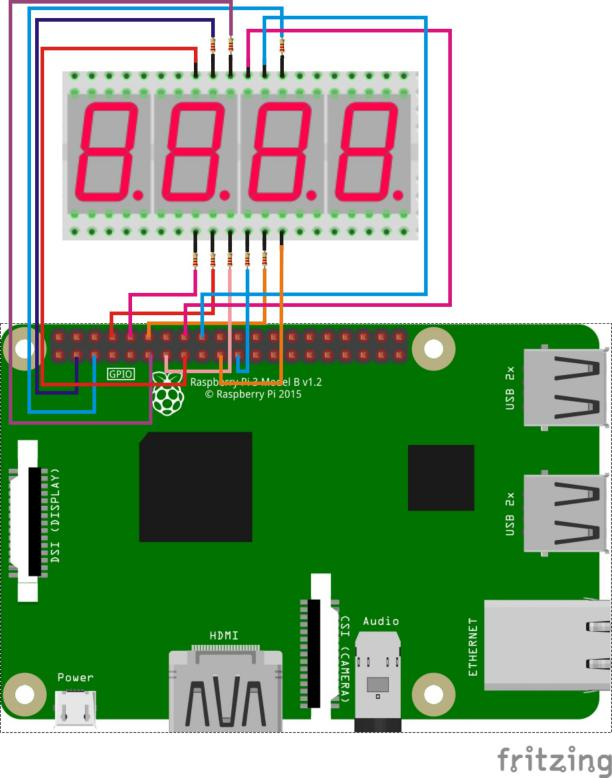 GPIO
Raspberry Pi 3 Model B v1.2
© Raspberry Pi 2015
USB 2x
DSI (DISPLAY)
USB 2x
CSI (CAMERA)
Audio
ETHERNET
HDMI
Power
fritzing